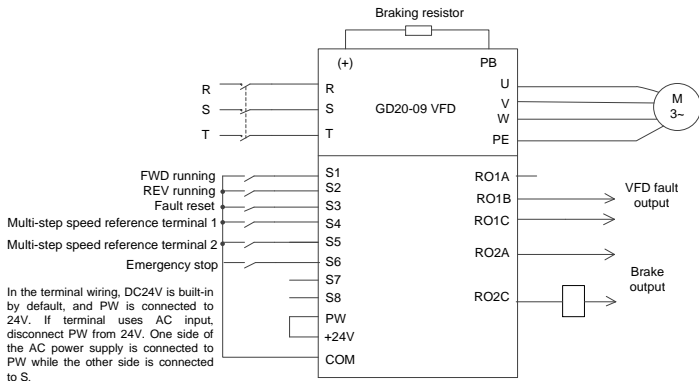 Braking resistor
(+)
PB
R
S
T
R
S
T
GD20-09 VFD
U
V
W
PE
M
3~
FWD running
REV running
Fault reset
Multi-step speed reference terminal 1
Multi-step speed reference terminal 2
Emergency stop
S1
S2
S3
S4
S5
S6
S7
S8
PW
+24V
COM
RO1A
RO1B
RO1C
RO2A
RO2C
VFD fault
output
Brake
output
In the terminal wiring, DC24V is built-in
by default, and PW is connected to
24V. If terminal uses AC input,
disconnect PW from 24V. One side of
the AC power supply is connected to
PW while the other side is connected
to S.